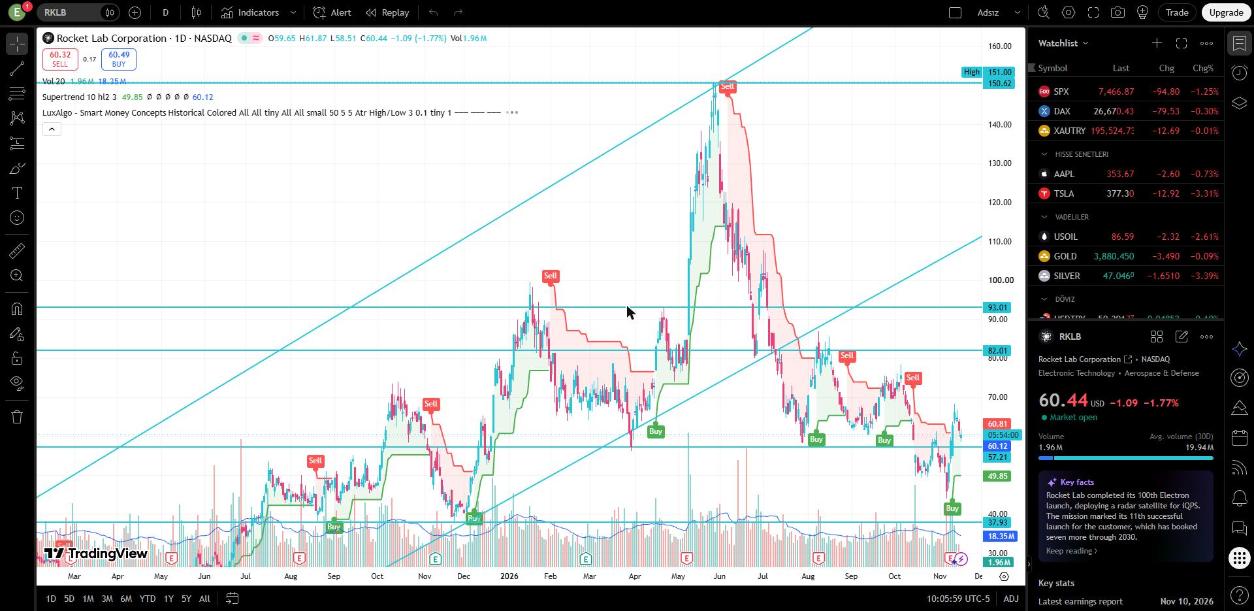 E
1
RKLB
D
Indicators
Alert
Replay
Adsız
Trade
Upgrade
Rocket Lab Corporation · 1D · NASDAQ
O59.65 H61.87 L58.51 C60.44 −1.09 (−1.77%) Vol1.96M
60.32
SELL
0.17
60.49
BUY
Vol 20 1.96M 18.35M
Supertrend 10 hl2 3 49.85 Ø Ø Ø Ø Ø 60.12
LuxAlgo - Smart Money Concepts Historical Colored All All tiny All All small 50 5 5 Atr High/Low 3 0.1 tiny 1
160.00
High 151.00
150.62
140.00
130.00
120.00
110.00
100.00
93.01
90.00
82.01
80.00
70.00
60.81
05:54:00
60.12
57.21
49.85
40.00
37.93
18.35M
30.00
1.96M
Sell
Sell
Sell
Sell
Sell
Sell
Buy
Buy
Buy
Buy
Buy
Buy
TradingView
E
E
E
E
E
E
E
E
Mar Apr May Jun Jul Aug Sep Oct Nov Dec 2026 Feb Mar Apr May Jun Jul Aug Sep Oct Nov De
1D 5D 1M 3M 6M YTD 1Y 5Y All
10:05:59 UTC-5
ADJ
Watchlist
Symbol Last Chg Chg%
SPX 7,466.87 −94.80 −1.25%
DAX 26,670.43 −79.53 −0.30%
XAUTRY 195,524.73 −12.69 −0.01%
HISSE SENETLERI
AAPL 353.67 −2.60 −0.73%
TSLA 377.30 −12.92 −3.31%
VADELILER
USOIL 86.59 −2.32 −2.61%
GOLD 3,880.450 −3.490 −0.09%
SILVER 47.046⁰ −1.6510 −3.39%
DÖVIZ
RKLB
Rocket Lab Corporation • NASDAQ
Electronic Technology • Aerospace & Defense
60.44 USD −1.09 −1.77%
Market open
Volume Avg. volume (30D)
1.96M 19.94M
Key facts
Rocket Lab completed its 100th Electron
launch, deploying a radar satellite for iQPS.
The mission marked its 11th successful
launch for the customer, which has booked
seven more through 2030.
Keep reading
Key stats
Latest earnings report Nov 10, 2026